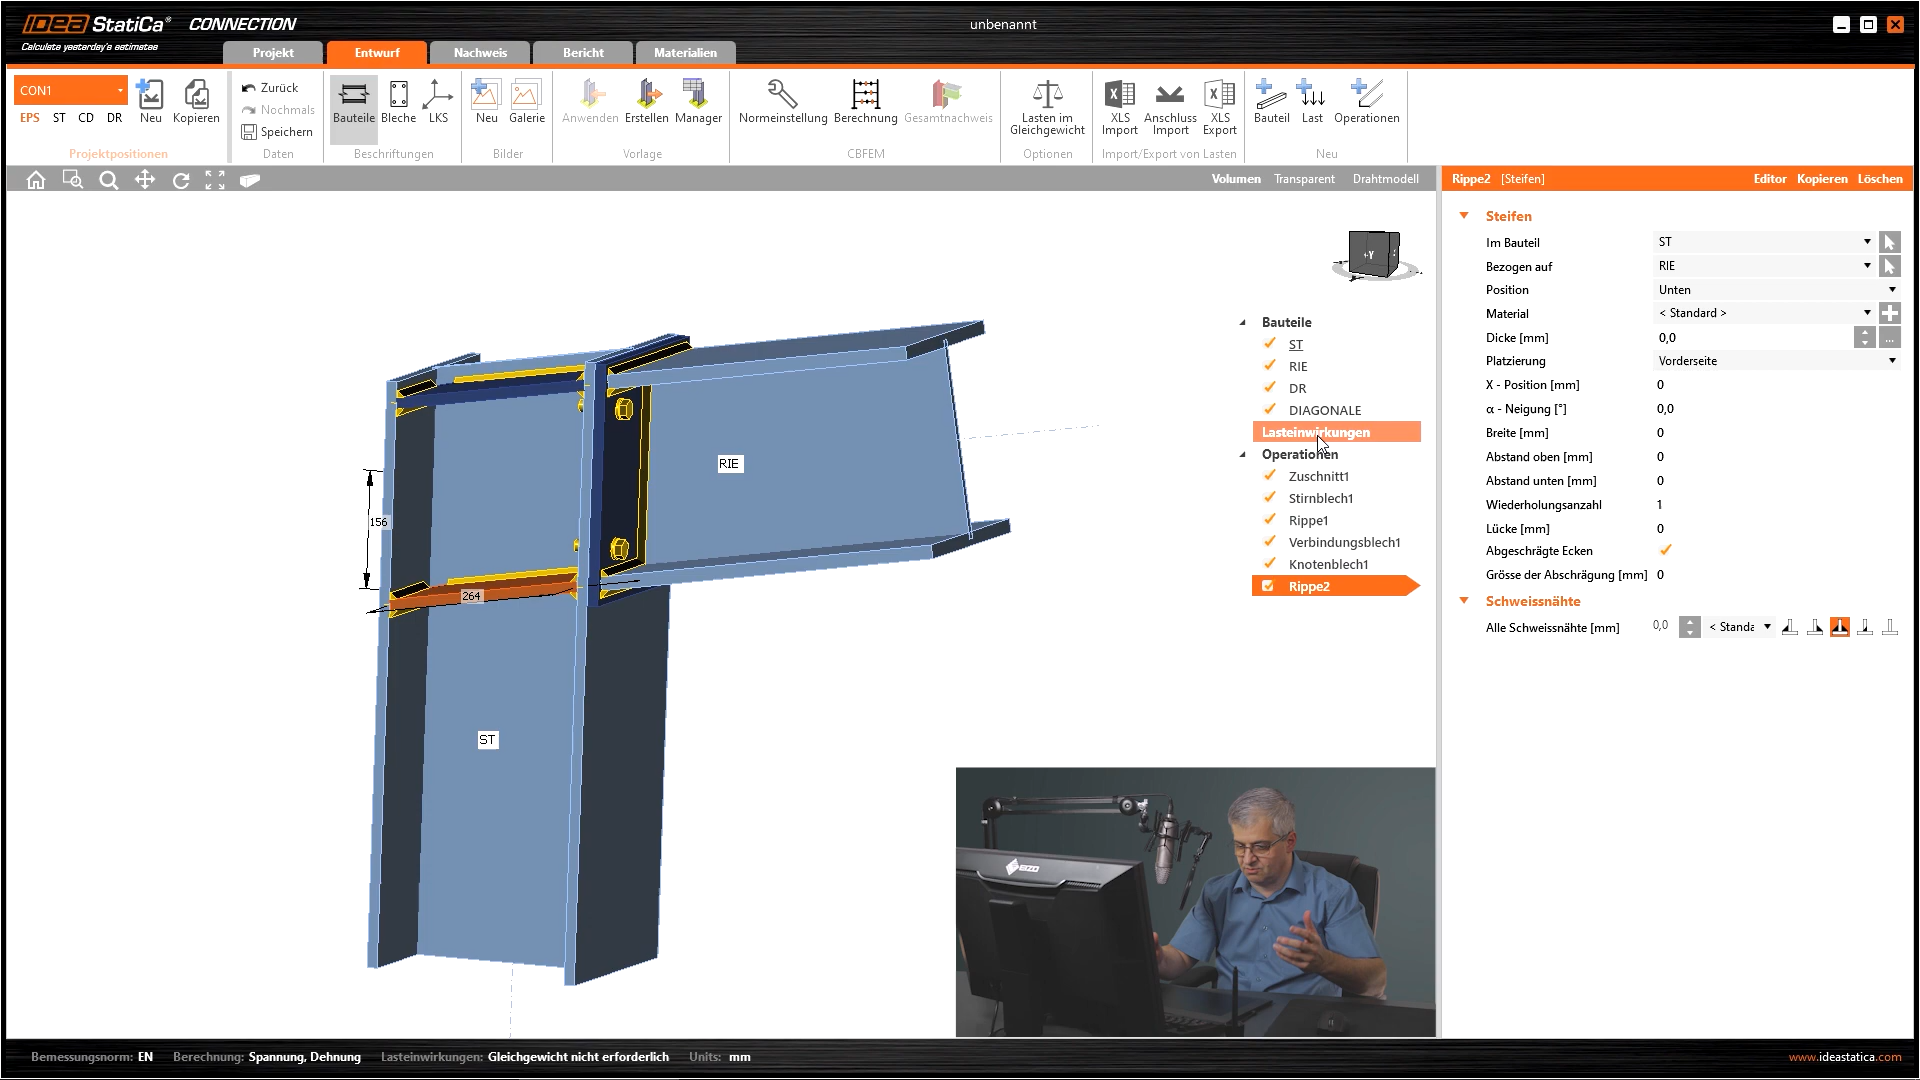 IDEA StatiCa® CONNECTION
Calculate yesterday's estimates
unbenannt
Projekt
Entwurf
Nachweis
Bericht
Materialien
CON1
EPS ST CD DR
Neu
Kopieren
Projektpositionen
Zurück
Nochmals
Speichern
Daten
Bauteile
Bleche
LKS
Beschriftungen
Neu
Galerie
Bilder
Anwenden
Erstellen
Manager
Vorlage
Normeinstellung
Berechnung
Gesamtnachweis
CBFEM
Lasten im
Gleichgewicht
Optionen
XLS
Import
Anschluss
Import
XLS
Export
Import/Export von Lasten
Bauteil
Last
Operationen
Neu
Volumen
Transparent
Drahtmodell
Rippe2 [Steifen]
Editor
Kopieren
Löschen
-Y
RIE
156
264
ST
Bauteile
ST
RIE
DR
DIAGONALE
Lasteinwirkungen
Operationen
Zuschnitt1
Stirnblech1
Rippe1
Verbindungsblech1
Knotenblech1
Rippe2
Steifen
Im Bauteil ST
Bezogen auf RIE
Position Unten
Material < Standard >
Dicke [mm] 0,0 ...
Platzierung Vorderseite
X - Position [mm] 0
α - Neigung [°] 0,0
Breite [mm] 0
Abstand oben [mm] 0
Abstand unten [mm] 0
Wiederholungsanzahl 1
Lücke [mm] 0
Abgeschrägte Ecken
Grösse der Abschrägung [mm] 0
Schweissnähte
Alle Schweissnähte [mm] 0,0 < Standa
EIZO
Bemessungsnorm: EN Berechnung: Spannung, Dehnung Lasteinwirkungen: Gleichgewicht nicht erforderlich Units: mm
www.ideastatica.com